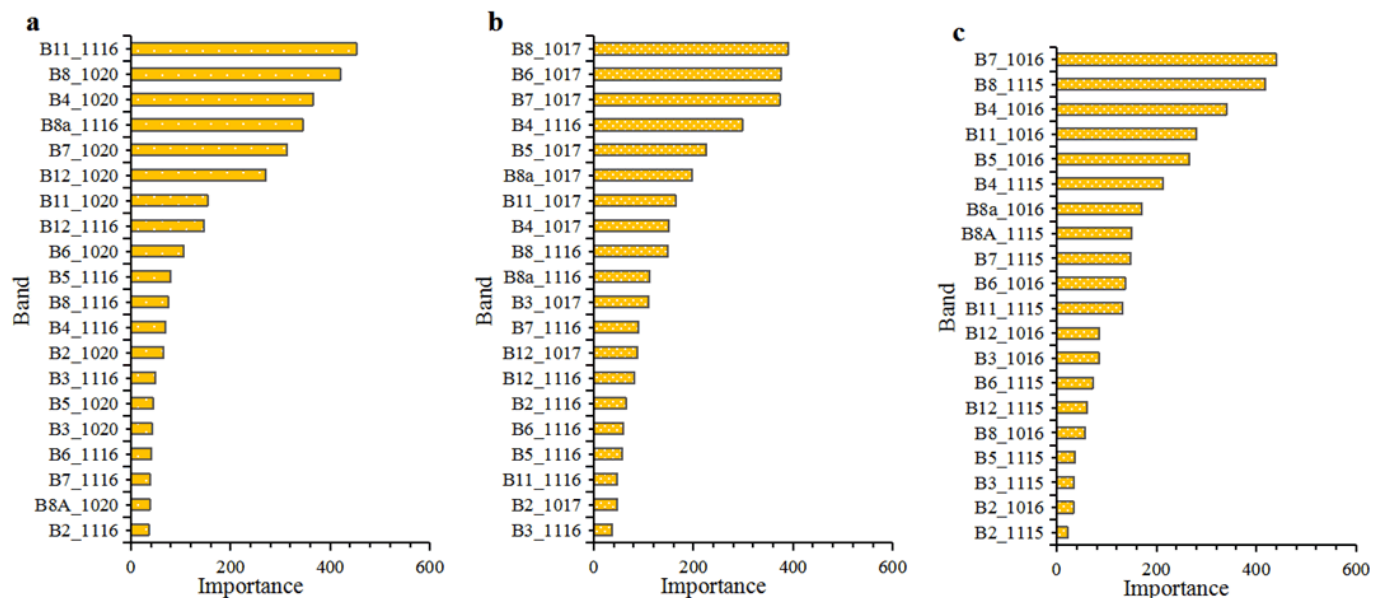 a
B11_1116
B8_1020
B4_1020
B8a_1116
B7_1020
B12_1020
B11_1020
B12_1116
B6_1020
B5_1116
B8_1116
B4_1116
B2_1020
B3_1116
B5_1020
B3_1020
B6_1116
B7_1116
B8A_1020
B2_1116
Band
0
200
400
600
Importance
b
B8_1017
B6_1017
B7_1017
B4_1116
B5_1017
B8a_1017
B11_1017
B4_1017
B8_1116
B8a_1116
B3_1017
B7_1116
B12_1017
B12_1116
B2_1116
B6_1116
B5_1116
B11_1116
B2_1017
B3_1116
Band
0
200
400
600
Importance
c
B7_1016
B8_1115
B4_1016
B11_1016
B5_1016
B4_1115
B8a_1016
B8A_1115
B7_1115
B6_1016
B11_1115
B12_1016
B3_1016
B6_1115
B12_1115
B8_1016
B5_1115
B3_1115
B2_1016
B2_1115
Band
0
200
400
600
Importance